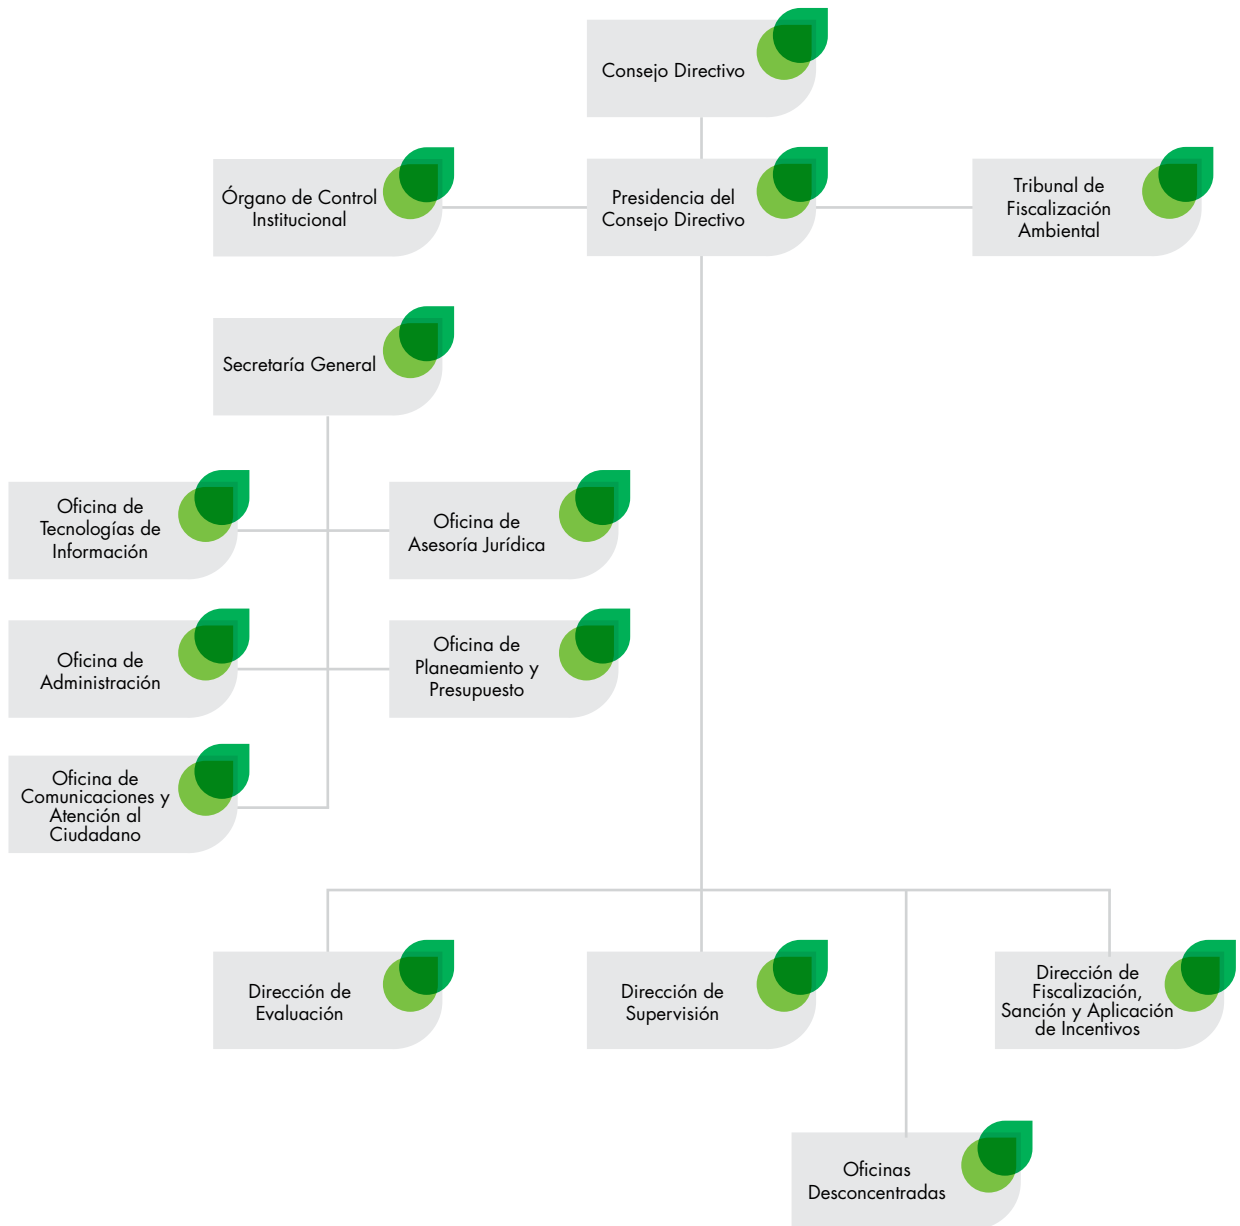 Consejo Directivo
Órgano de Control
Institucional
Presidencia del
Consejo Directivo
Tribunal de
Fiscalización
Ambiental
Secretaría General
Oficina de
Tecnologías de
Información
Oficina de
Asesoría Jurídica
Oficina de
Administración
Oficina de
Planeamiento y
Presupuesto
Oficina de
Comunicaciones y
Atención al
Ciudadano
Dirección de
Evaluación
Dirección de
Supervisión
Dirección de
Fiscalización,
Sanción y Aplicación
de Incentivos
Oficinas
Desconcentradas